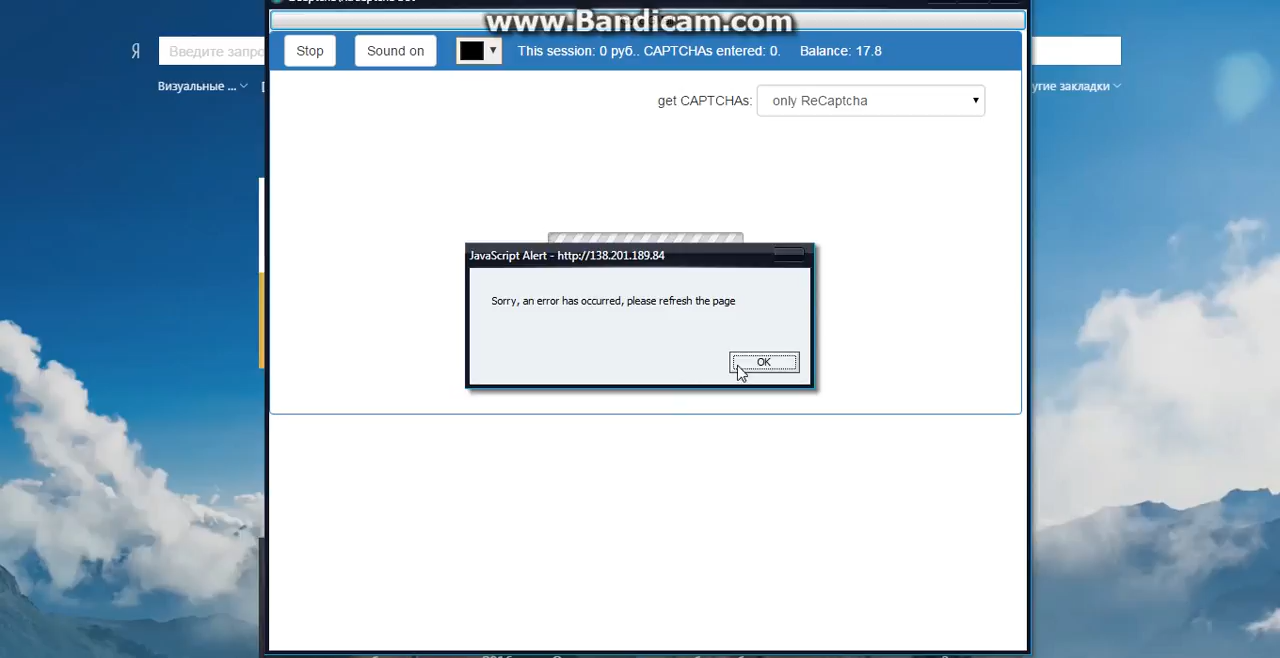 www.Bandicam.com
Я
Введите запро
Stop
Sound on
This session: 0 руб.. CAPTCHAs entered: 0.
Balance: 17.8
Визуальные ...
гие закладки
get CAPTCHAs:
only ReCaptcha
JavaScript Alert - http://138.201.189.84
Sorry, an error has occurred, please refresh the page
OK